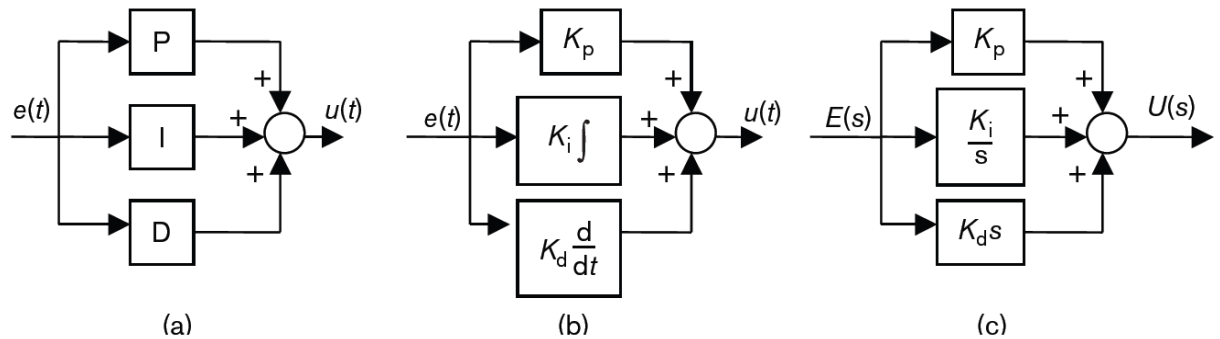 P
+
e(t)
I
+
u(t)
+
D
(a)
Kp
+
e(t)
Ki ∫
+
u(t)
+
Kd d/dt
(b)
Kp
+
E(s)
Ki/s
+
U(s)
+
Kds
(c)